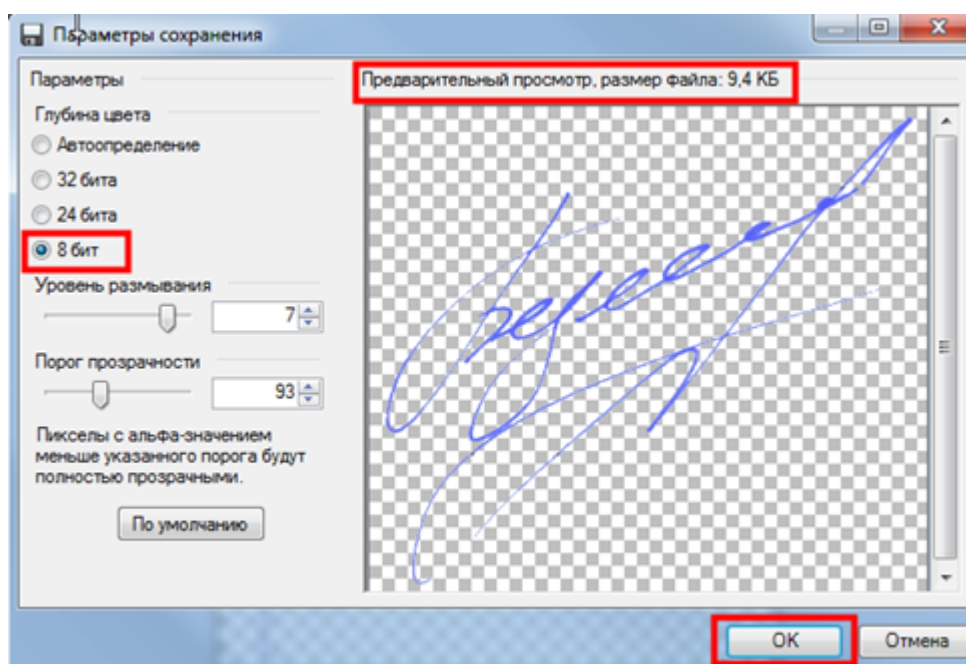 Параметры сохранения
Параметры
Глубина цвета
Автоопределение
32 бита
24 бита
8 бит
Уровень размывания
7
Порог прозрачности
93
Пикселы с альфа-значением
меньше указанного порога будут
полностью прозрачными.
По умолчанию
Предварительный просмотр, размер файла: 9,4 КБ
OK
Отмена